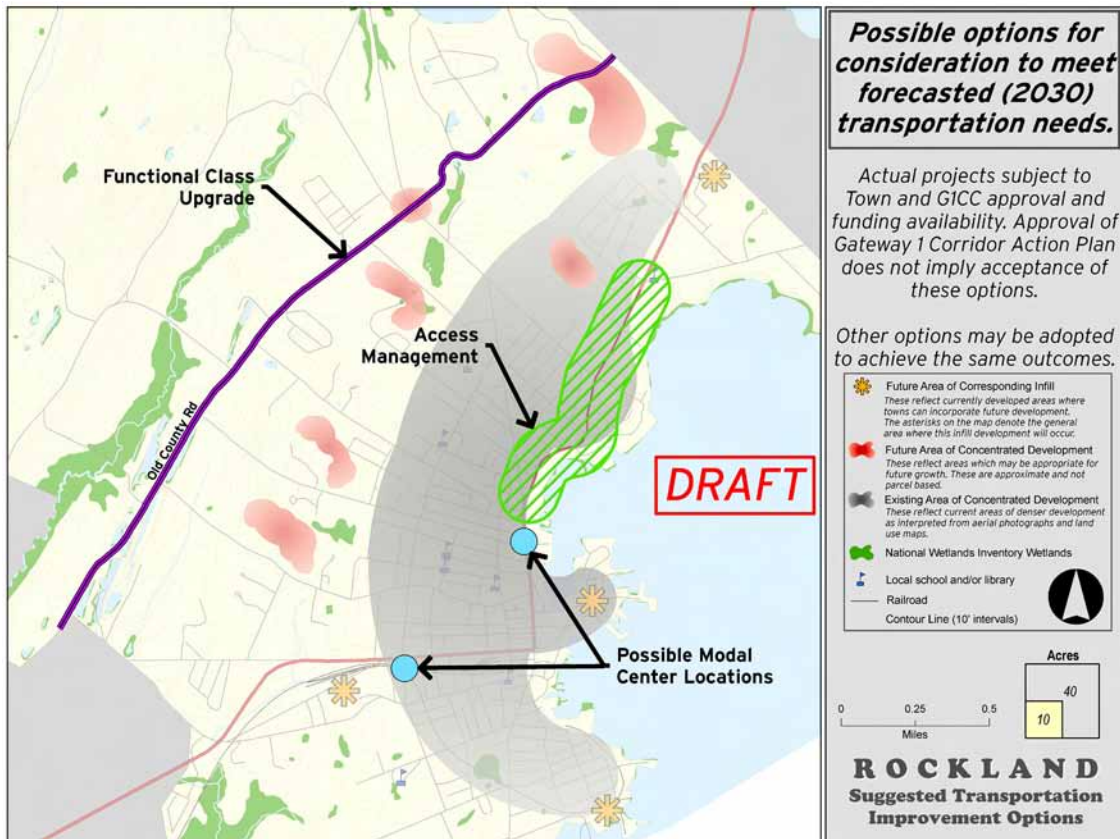 Functional Class
Upgrade
Access
Management
Old County Rd
DRAFT
Possible Modal
Center Locations
Possible options for
consideration to meet
forecasted (2030)
transportation needs.
Actual projects subject to
Town and G1CC approval and
funding availability. Approval of
Gateway 1 Corridor Action Plan
does not imply acceptance of
these options.
Other options may be adopted
to achieve the same outcomes.
Future Area of Corresponding Infill
These reflect currently developed areas where
towns can incorporate future development.
The asterisks on the map denote the general
area where this infill development will occur.
Future Area of Concentrated Development
These reflect areas which may be appropriate for
future growth. These are approximate and not
parcel based.
Existing Area of Concentrated Development
These reflect current areas of denser development
as interpreted from aerial photographs and land
use maps.
National Wetlands Inventory Wetlands
Local school and/or library
Railroad
Contour Line (10' intervals)
Acres
40
10
0 0.25 0.5
Miles
ROCKLAND
Suggested Transportation
Improvement Options